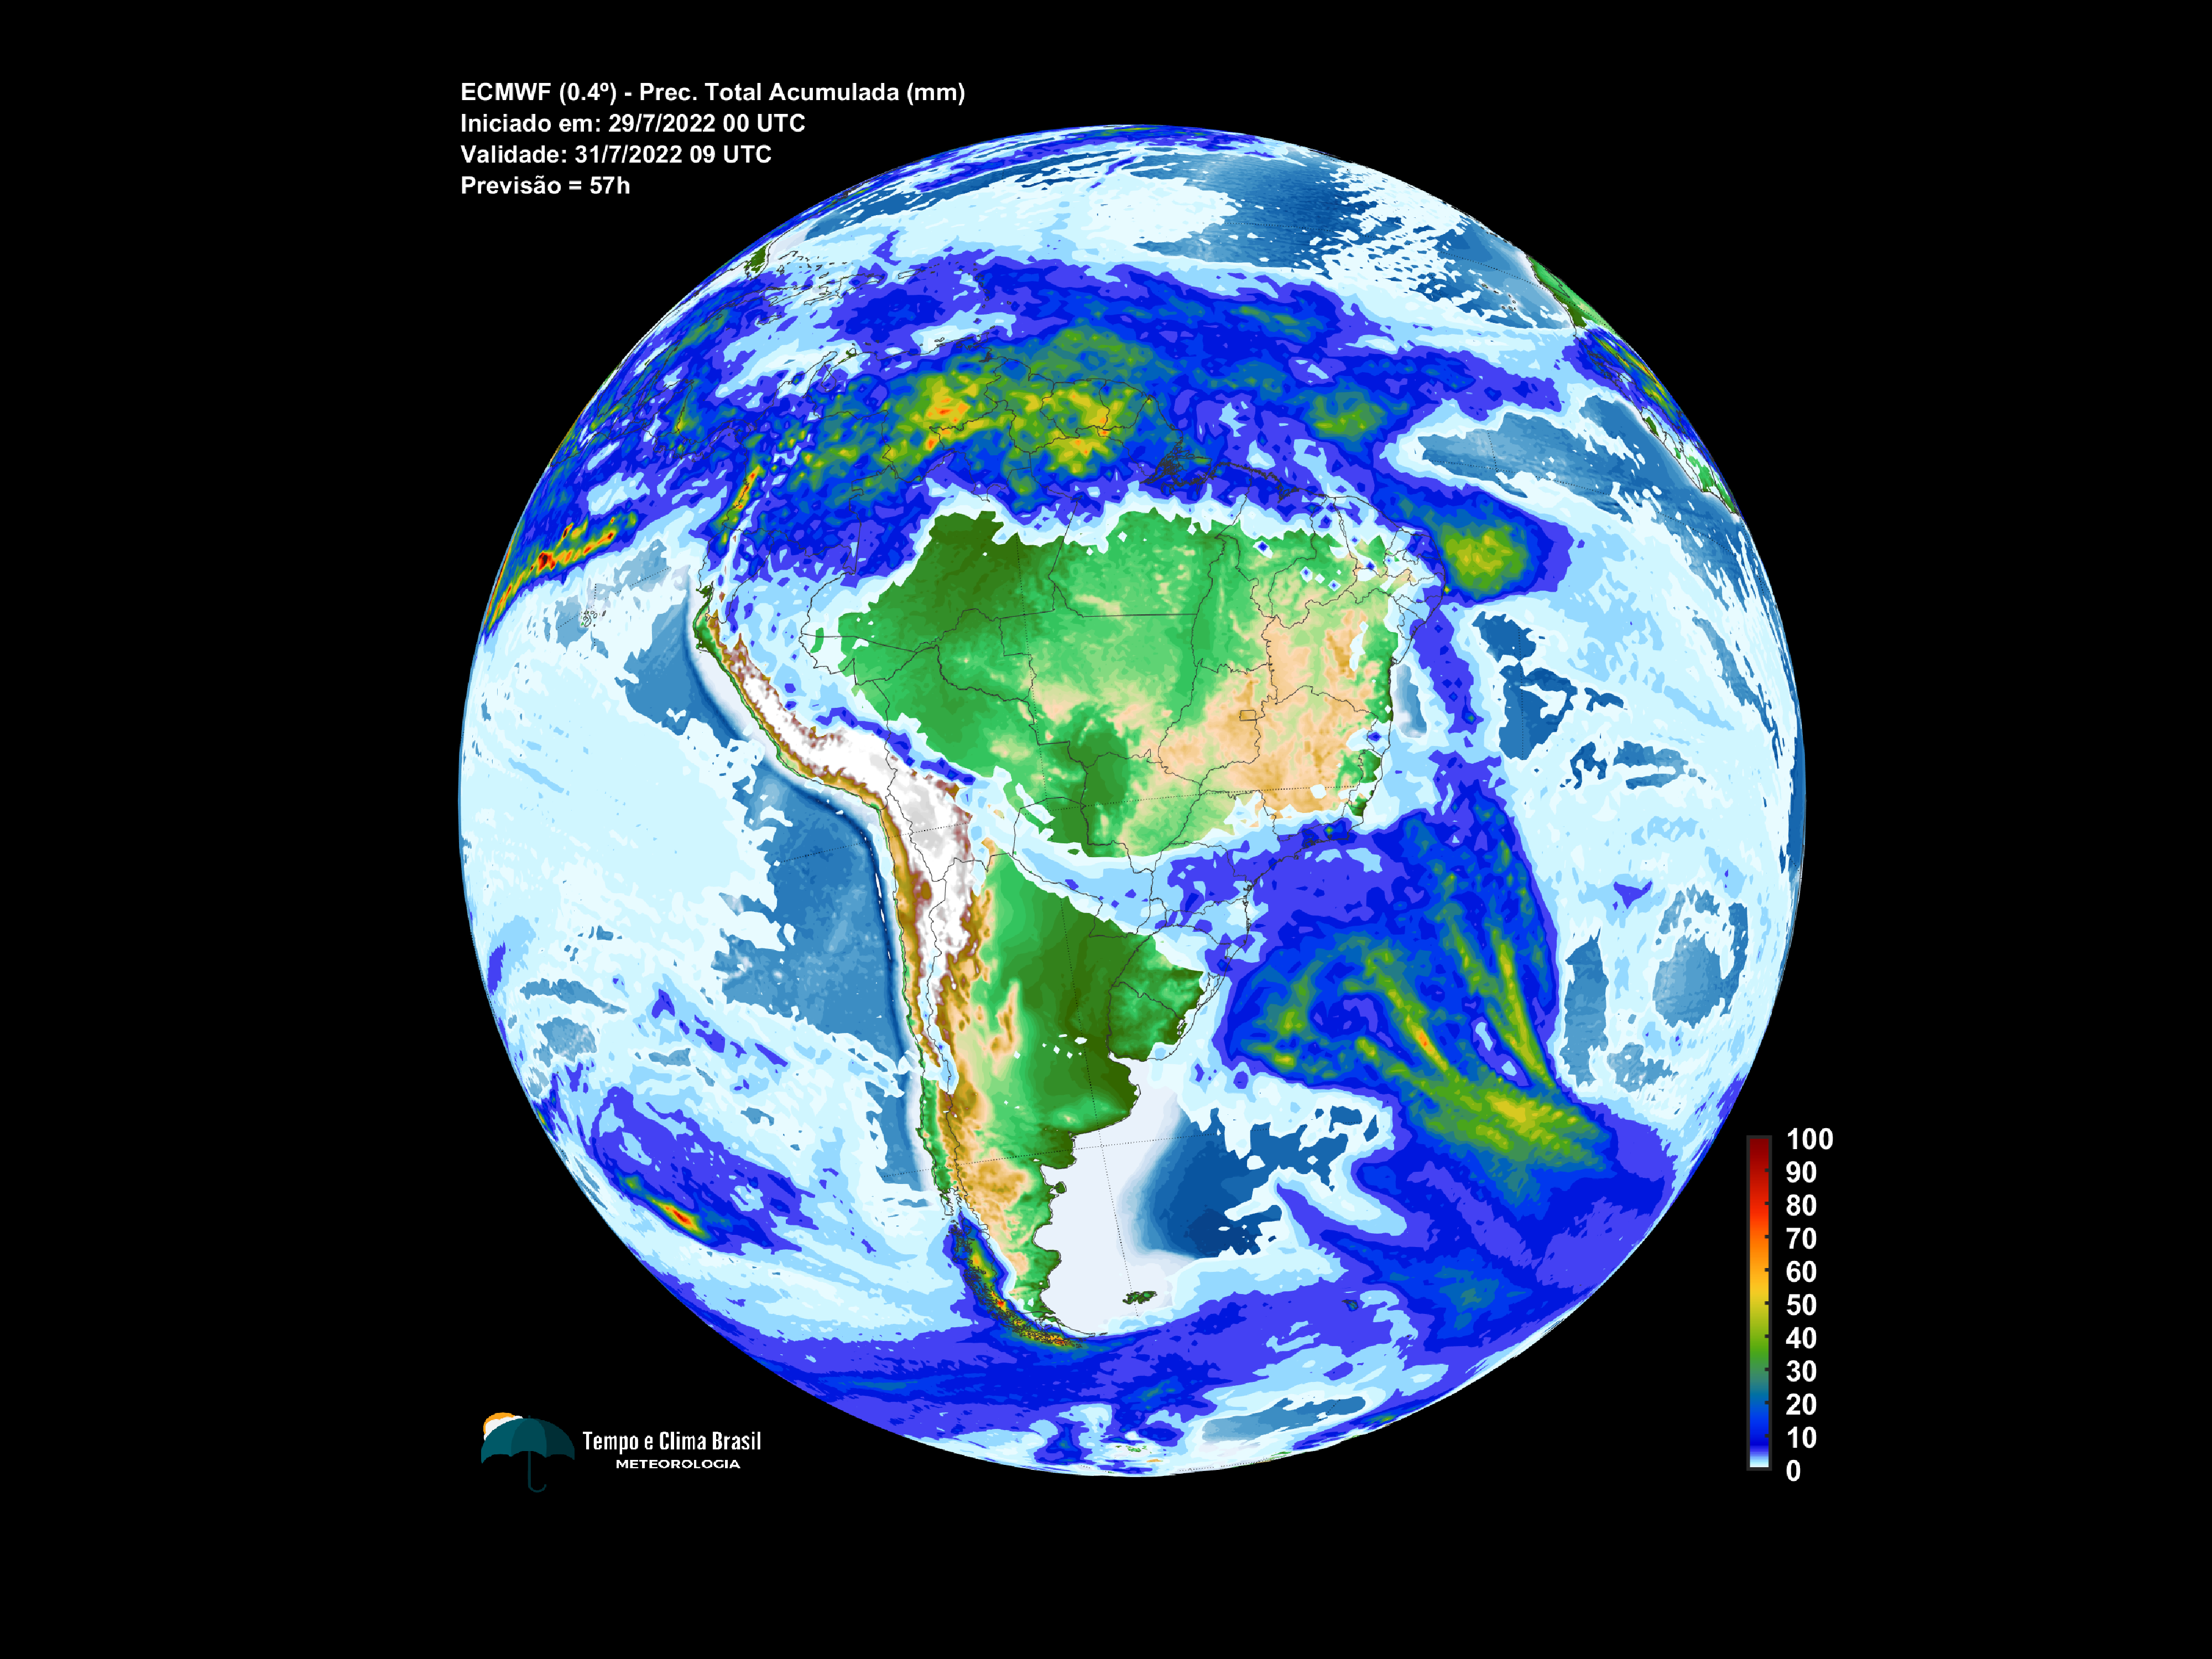 ECMWF (0.4º) - Prec. Total Acumulada (mm)
Iniciado em: 29/7/2022 00 UTC
Validade: 31/7/2022 09 UTC
Previsão = 57h
100
90
80
70
60
50
40
30
20
10
0
Tempo e Clima Brasil
METEOROLOGIA